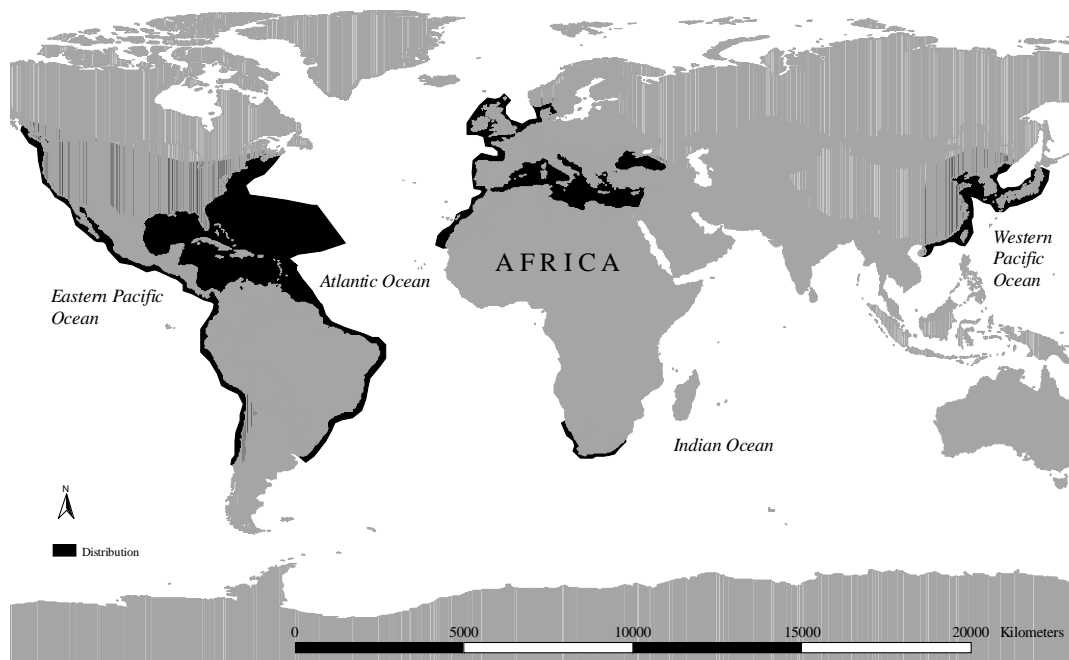 AFRICA
Western
Pacific
Ocean
Atlantic Ocean
Eastern Pacific
Ocean
Indian Ocean
N
Distribution
0 5000 10000 15000 20000 Kilometers